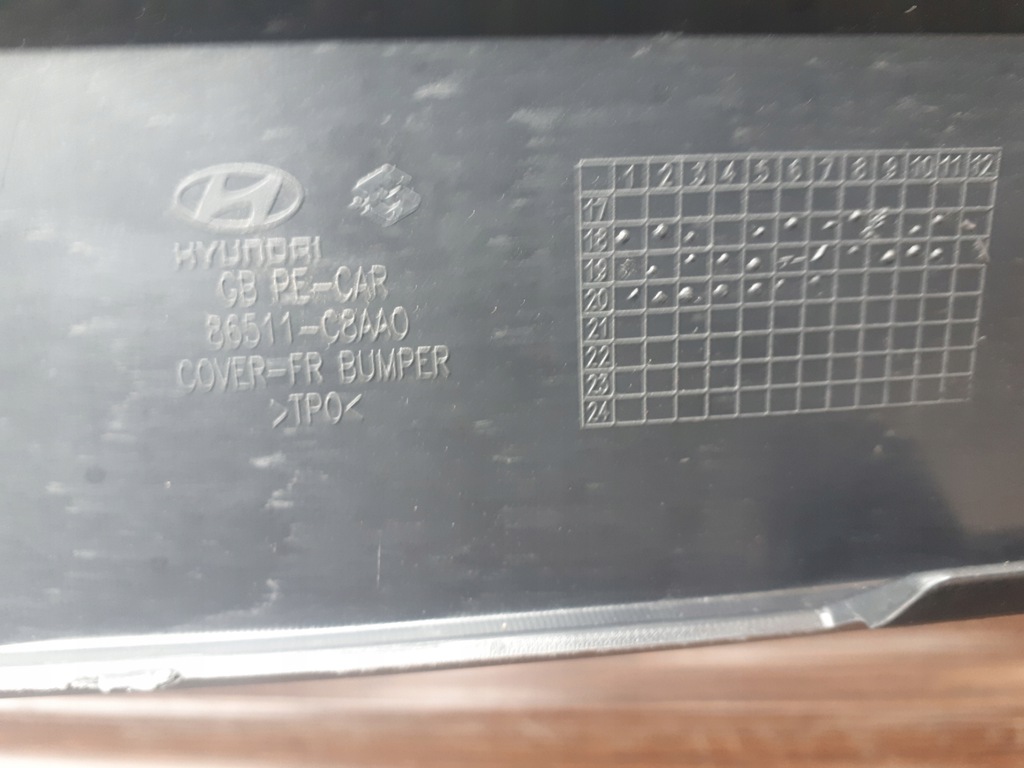 HYUNDAI
GB PE-CAR
86511-C8AA0
COVER-FR BUMPER
>TPO<
1 2 3 4 5 6 7 8 9 10 11 12
17
18
19
20
21
22
23
24